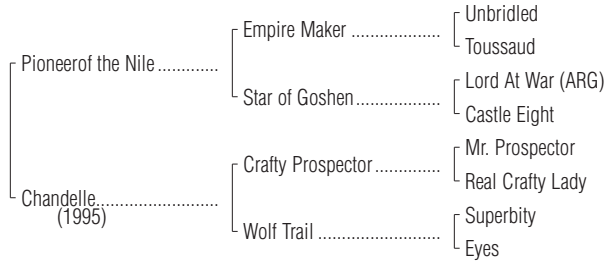 Unbridled
Empire Maker ...................
Toussaud
Pioneerof the Nile .............
Lord At War (ARG)
Star of Goshen..................
Castle Eight
Mr. Prospector
Crafty Prospector..............
Real Crafty Lady
Chandelle..........................
(1995)
Superbity
Wolf Trail ..........................
Eyes